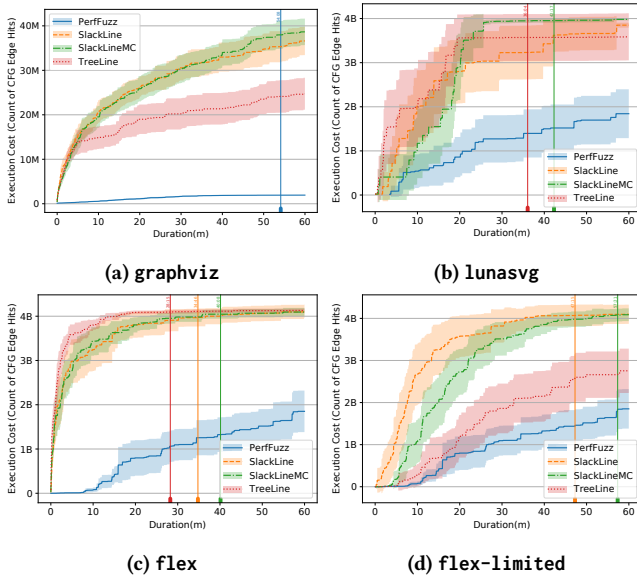 Execution Cost (Count of CFG Edge Hits)
40M
30M
20M
10M
0
PerfFuzz
SlackLine
SlackLineMC
TreeLine
0 10 20 30 40 50 60
Duration(m)
(a) graphviz
Execution Cost (Count of CFG Edge Hits)
4B
3B
2B
1B
0
PerfFuzz
SlackLine
SlackLineMC
TreeLine
0 10 20 30 40 50 60
Duration(m)
(b) lunasvg
Execution Cost (Count of CFG Edge Hits)
4B
3B
2B
1B
0
PerfFuzz
SlackLine
SlackLineMC
TreeLine
0 10 20 30 40 50 60
Duration(m)
(c) flex
Execution Cost (Count of CFG Edge Hits)
4B
3B
2B
1B
0
PerfFuzz
SlackLine
SlackLineMC
TreeLine
0 10 20 30 40 50 60
Duration(m)
(d) flex-limited